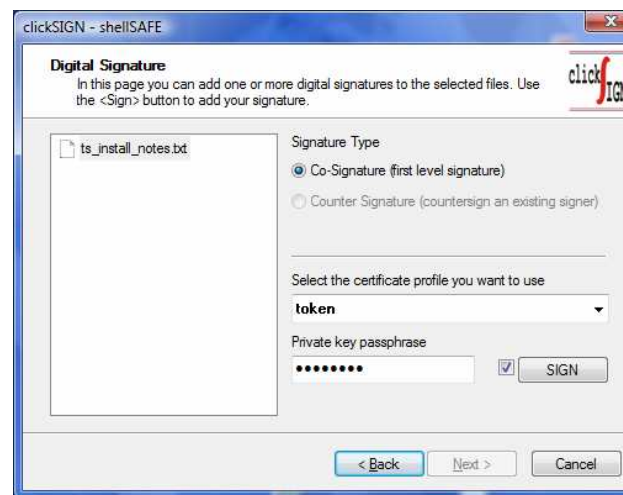 clickSIGN - shellSAFE
Digital Signature
In this page you can add one or more digital signatures to the selected files. Use
the <Sign> button to add your signature.
click
SIGN
ts_install_notes.txt
Signature Type
Co-Signature (first level signature)
Counter Signature (countersign an existing signer)
Select the certificate profile you want to use
token
Private key passphrase
••••••••
SIGN
< Back
Next >
Cancel